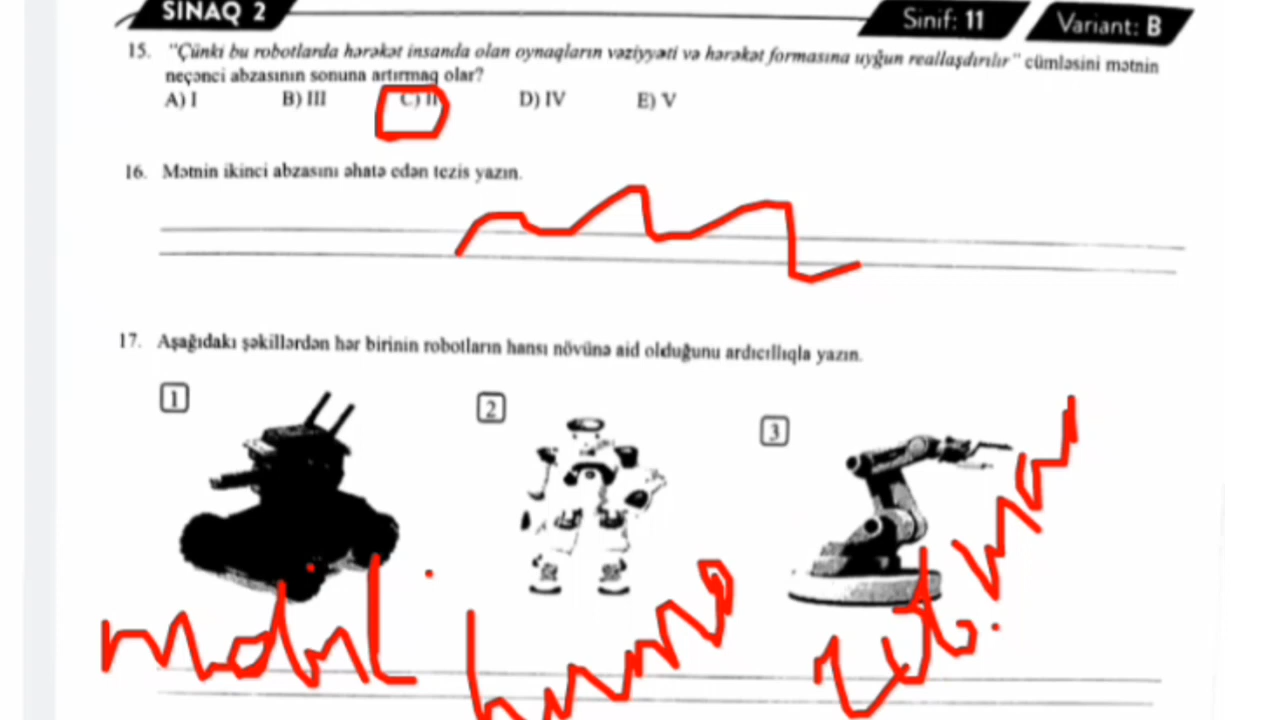 SINAQ 2
Sinif: 11
Variant: B
15. "Çünki bu robotlarda hərəkət insanda olan oynaqların vəziyyəti və hərəkət formasına uyğun reallaşdırılır" cümləsini mətnin
neçənci abzasının sonuna artırmaq olar?
A) I B) III C) II D) IV E) V
16. Mətnin ikinci abzasını əhatə edən tezis yazın.
17. Aşağıdakı şəkillərdən hər birinin robotların hansı növünə aid olduğunu ardıcıllıqla yazın.
1
2
3